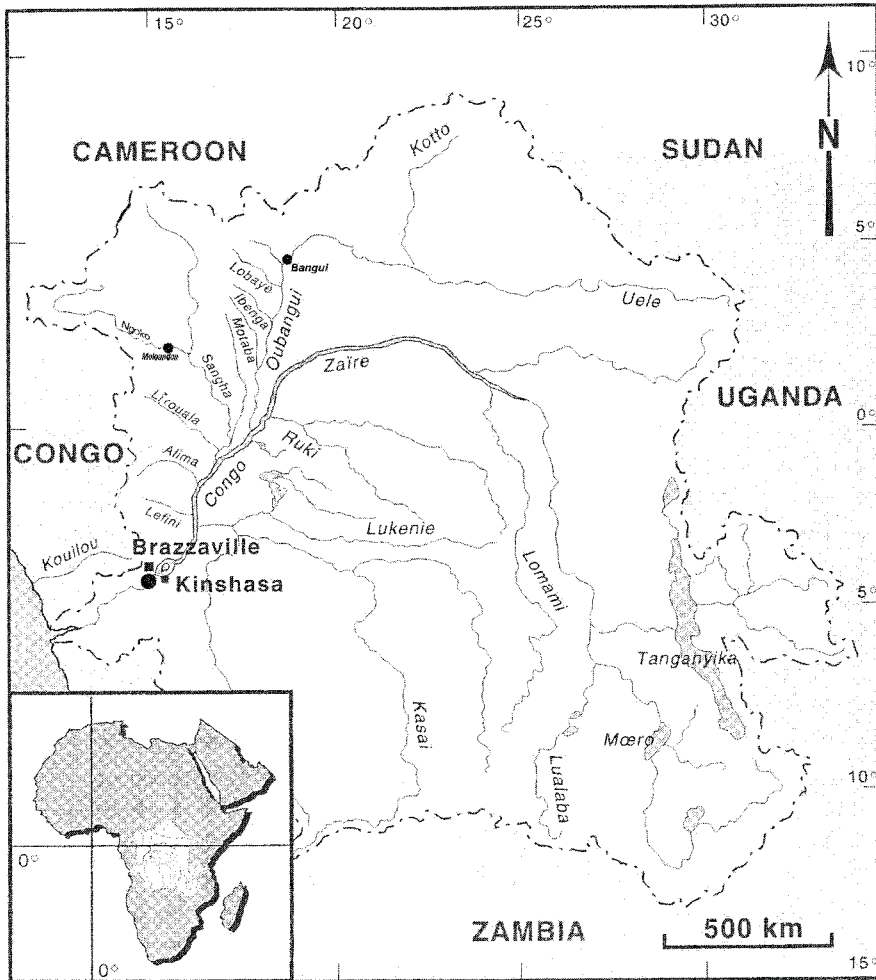 15°
20°
25°
30°
10°
N
CAMEROON
SUDAN
Kotto
5°
Bangui
Lobaye
Ibenga
Motaba
Oubangui
Uele
Ngoko
Sangha
Zaïre
UGANDA
0°
Lirouala
CONGO
Alima
Ruki
Congo
Lefini
Lukenie
Kouilou
Brazzaville
Kinshasa
Lomami
5°
Tanganyika
Kasai
Mœro
Lualaba
10°
0°
0°
ZAMBIA
500 km
15°